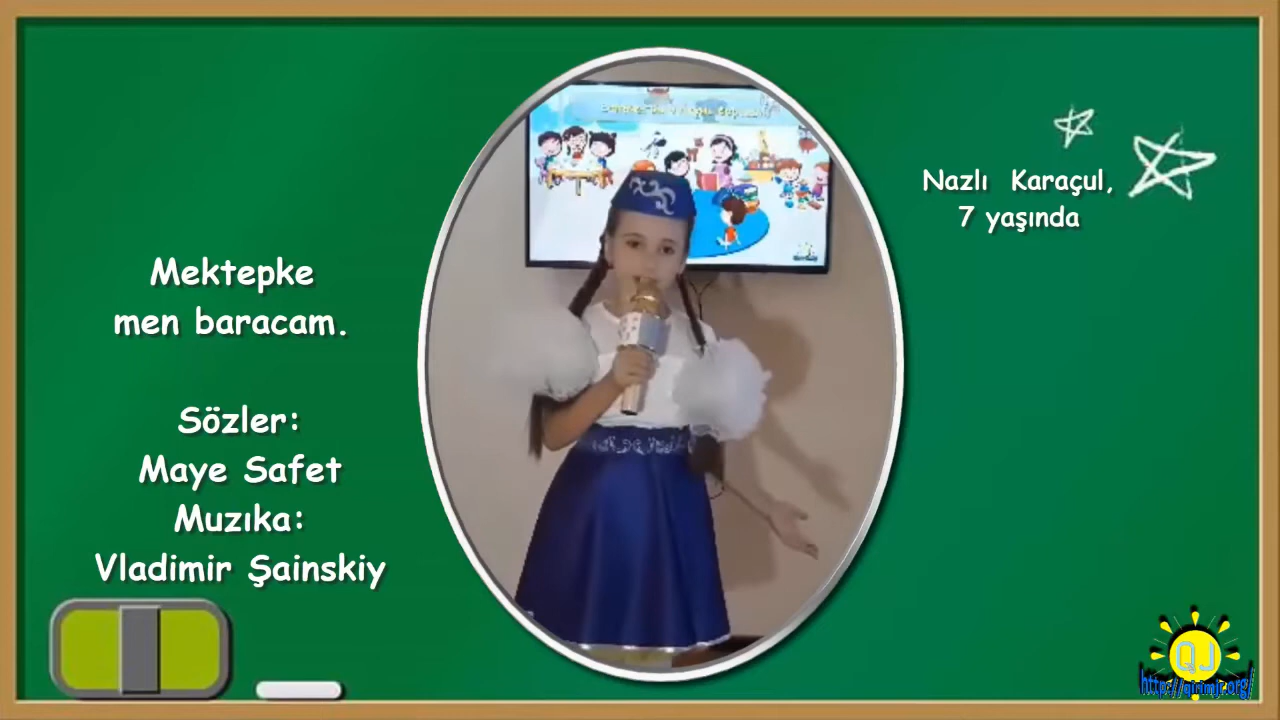 Mektepke
men baracam.
Sözler:
Maye Safet
Muzıka:
Vladimir Şainskiy
Nazlı Karaçul,
7 yaşında
QJ
http://qirimjr.org/